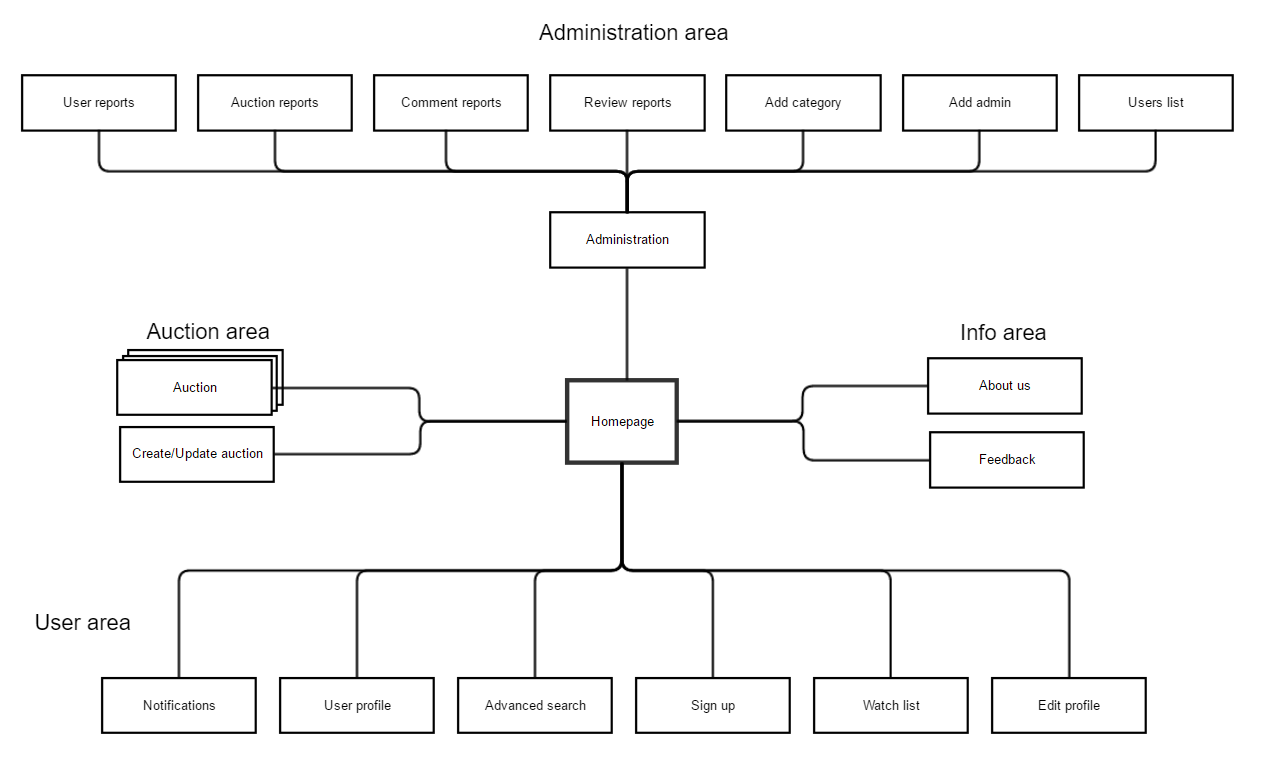 Administration area
User reports
Auction reports
Comment reports
Review reports
Add category
Add admin
Users list
Administration
Auction area
Info area
Auction
About us
Homepage
Create/Update auction
Feedback
User area
Notifications
User profile
Advanced search
Sign up
Watch list
Edit profile